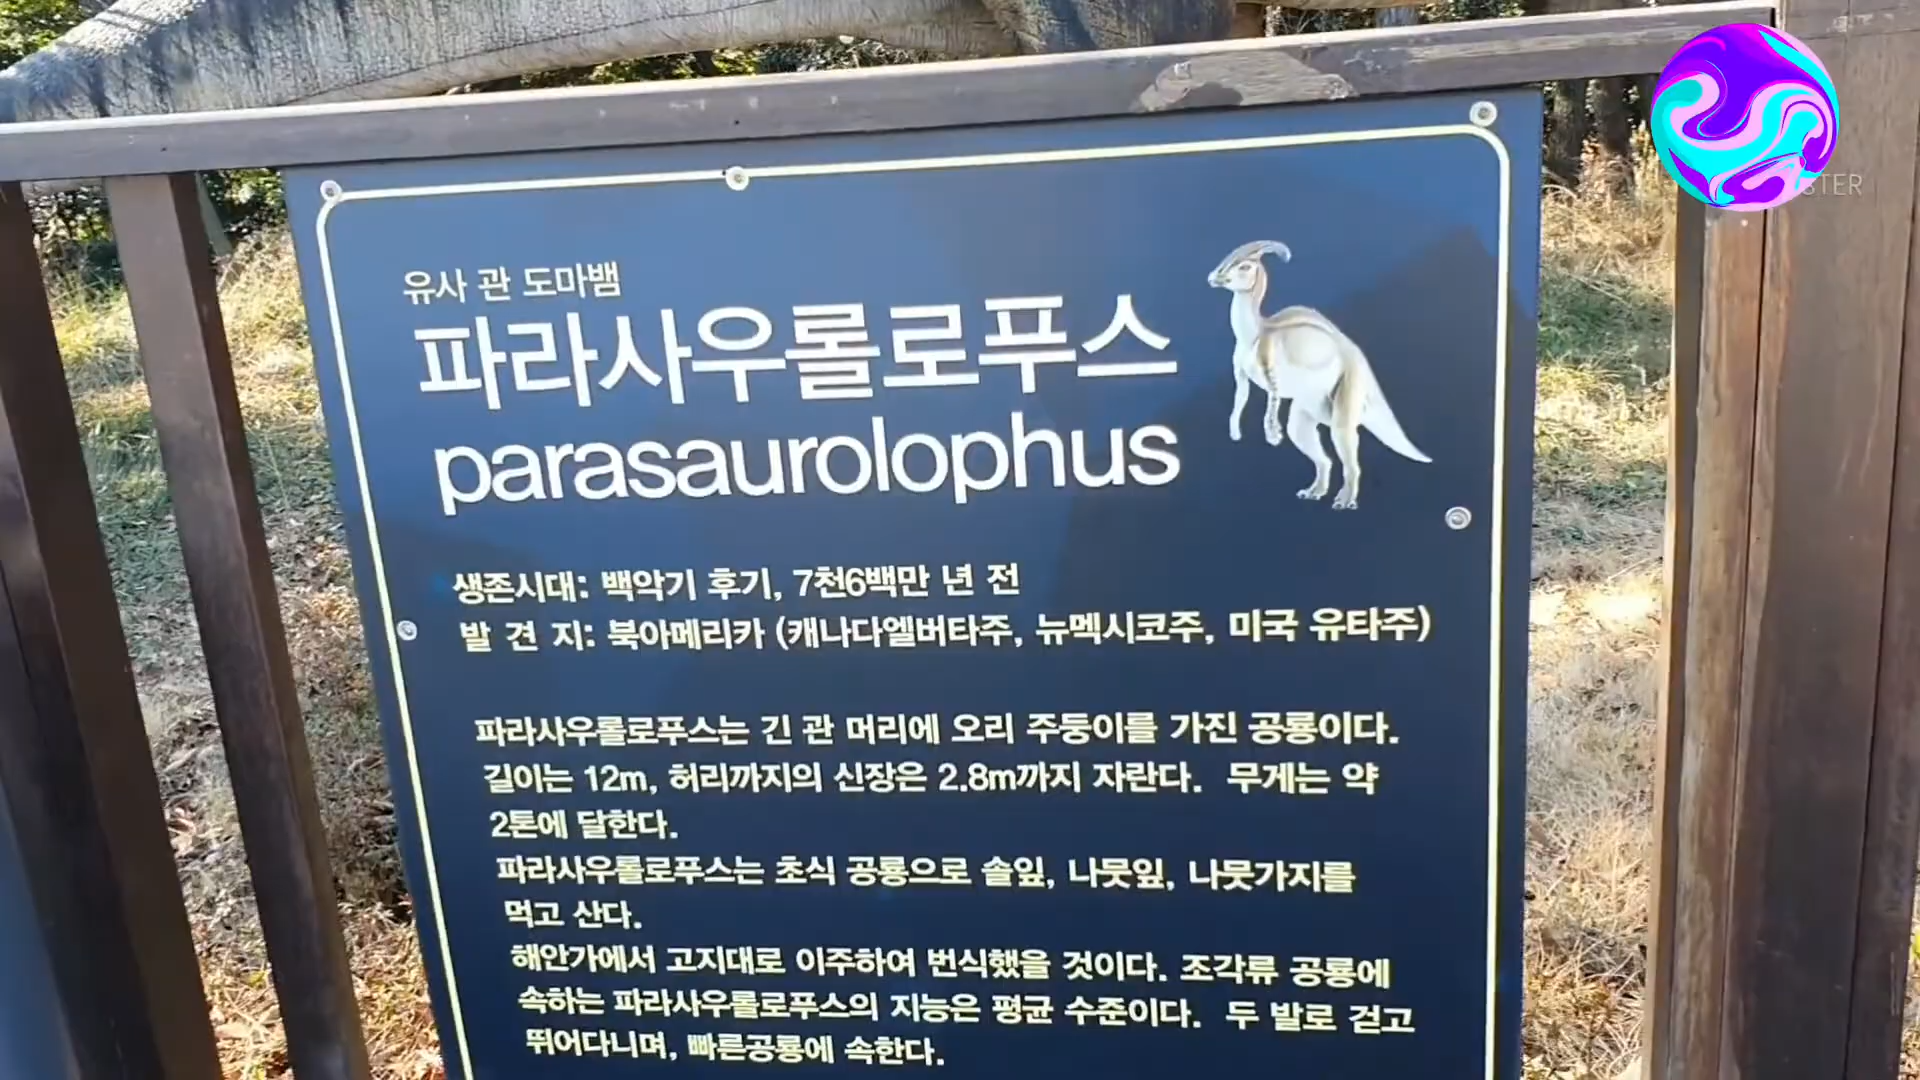 유사 관 도마뱀
파라사우롤로푸스
parasaurolophus
생존시대: 백악기 후기, 7천6백만 년 전
발 견 지: 북아메리카 (캐나다엘버타주, 뉴멕시코주, 미국 유타주)
파라사우롤로푸스는 긴 관 머리에 오리 주둥이를 가진 공룡이다.
길이는 12m, 허리까지의 신장은 2.8m까지 자란다. 무게는 약
2톤에 달한다.
파라사우롤로푸스는 초식 공룡으로 솔잎, 나뭇잎, 나뭇가지를
먹고 산다.
해안가에서 고지대로 이주하여 번식했을 것이다. 조각류 공룡에
속하는 파라사우롤로푸스의 지능은 평균 수준이다. 두 발로 걷고
뛰어다니며, 빠른공룡에 속한다.